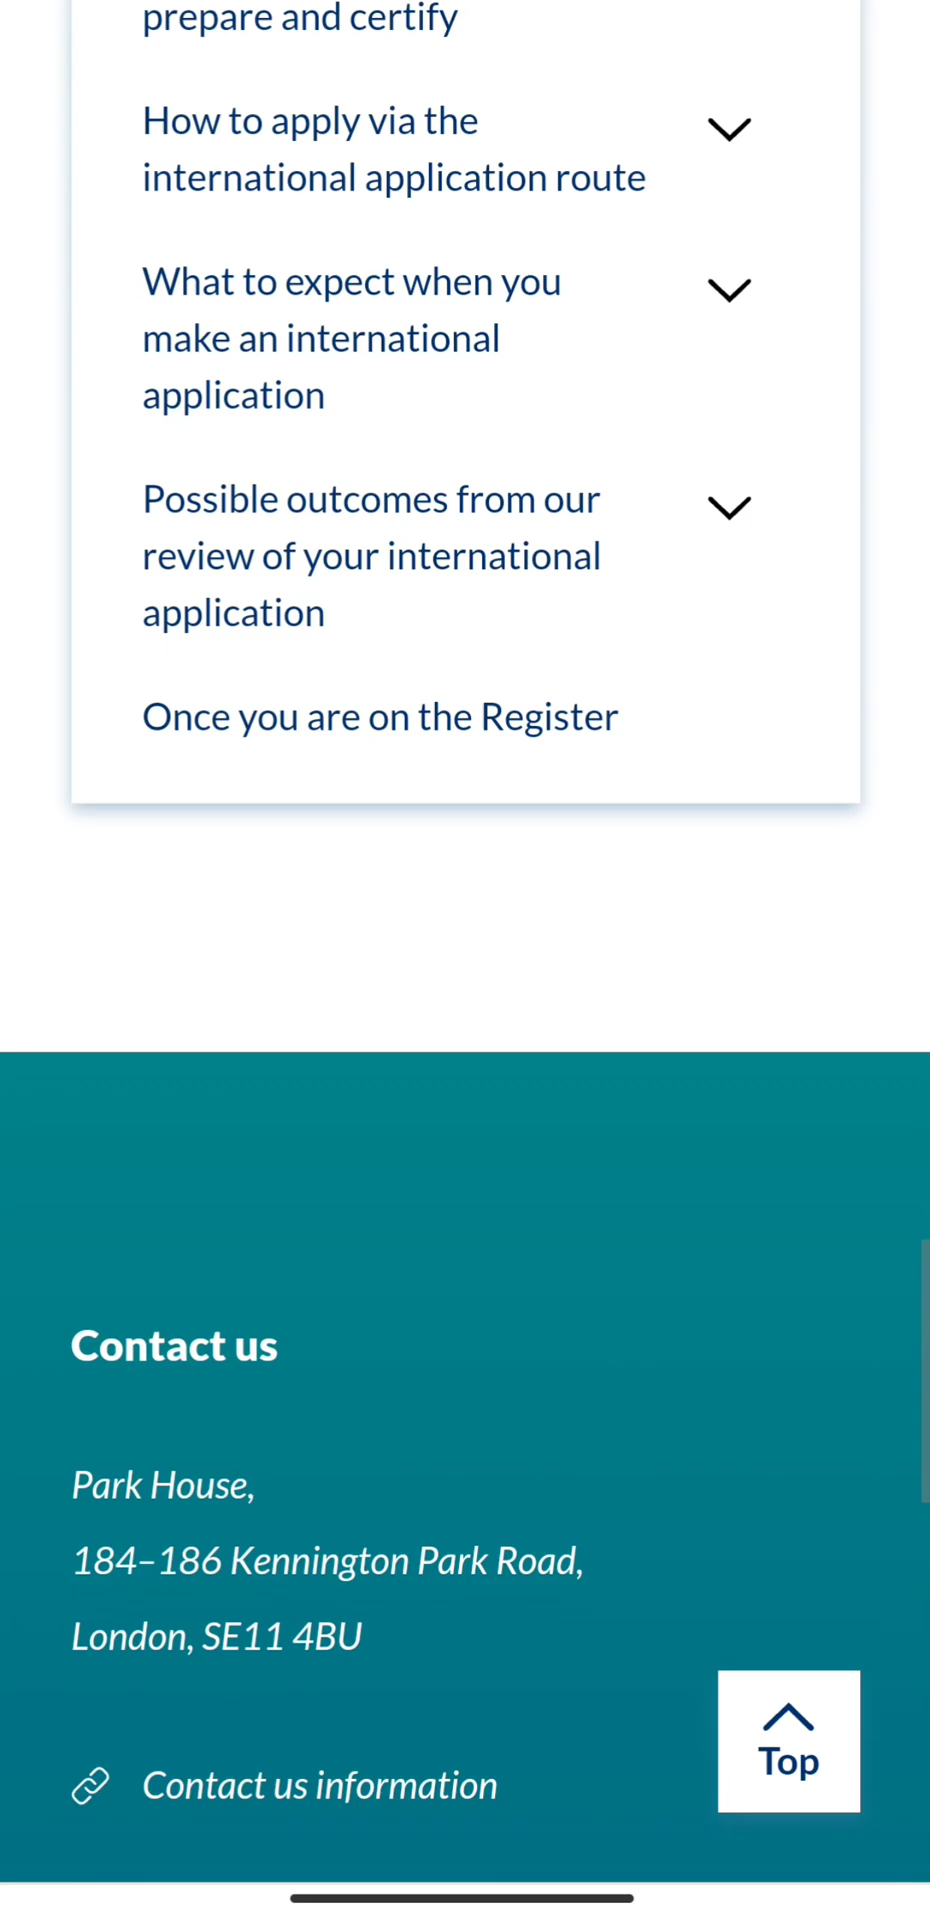 prepare and certify
How to apply via the
international application route
What to expect when you
make an international
application
Possible outcomes from our
review of your international
application
Once you are on the Register
Contact us
Park House,
184–186 Kennington Park Road,
London, SE11 4BU
Contact us information
Top